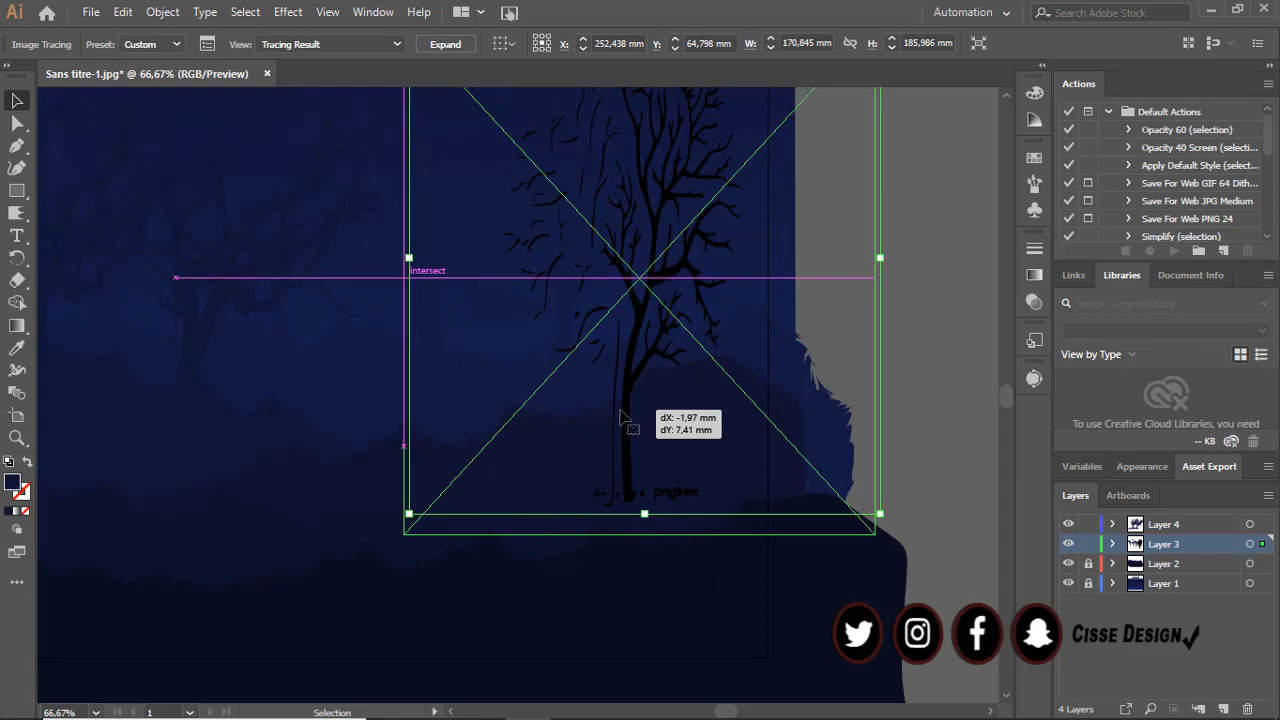 Ai File Edit Object Type Select Effect View Window Help Automation Search Adobe Stock
Image Tracing Preset: Custom View: Tracing Result Expand X: 252,438 mm Y: 64,798 mm W: 170,845 mm H: 185,986 mm
Sans titre-1.jpg* @ 66,67% (RGB/Preview)
Actions
Default Actions
Opacity 60 (selection)
Opacity 40 Screen (selecti...
Apply Default Style (select...
Save For Web GIF 64 Dith...
Save For Web JPG Medium
Save For Web PNG 24
Simplify (selection)
Links Libraries Document Info
Search Current Library
View by Type
To use Creative Cloud Libraries, you need
-- KB
Variables Appearance Asset Export
Layers Artboards
Layer 4
Layer 3
Layer 2
Layer 1
4 Layers
intersect
dX: -1,97 mm
dY: 7,41 mm
pngtree
Cisse Design
66,67% 1 Selection